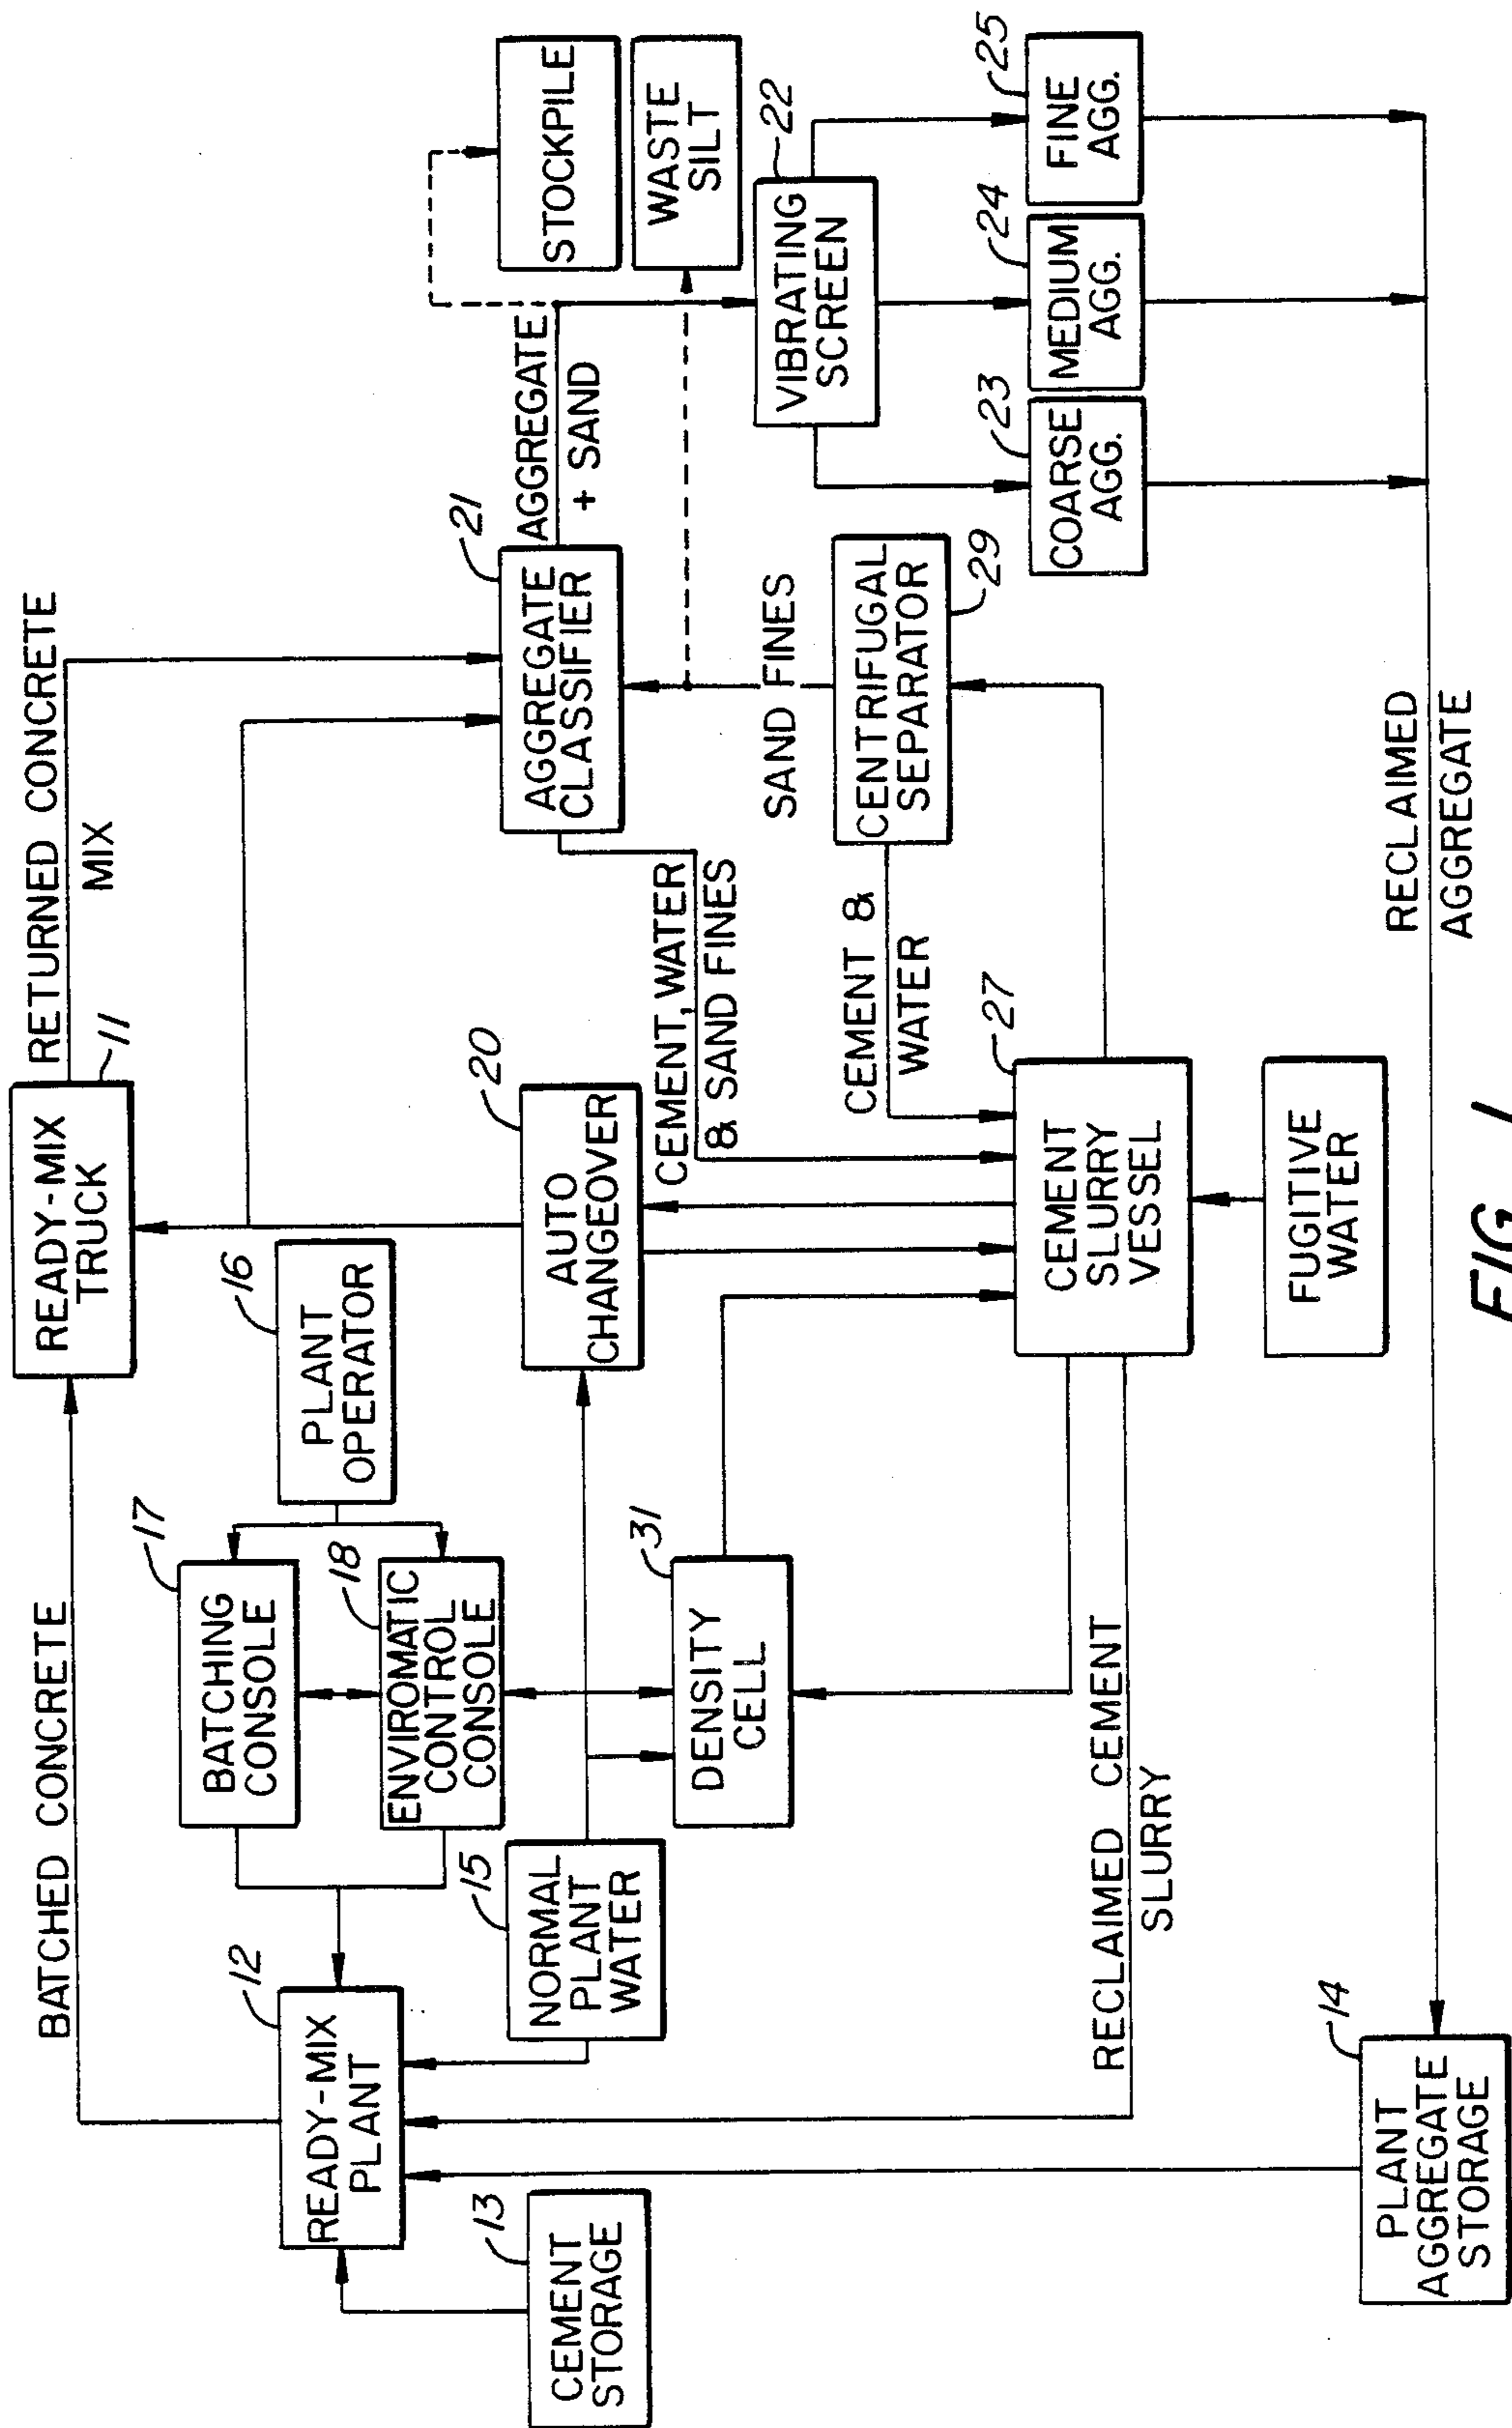 BATCHED CONCRETE
READY-MIX
TRUCK
11
RETURNED CONCRETE
MIX
12
READY-MIX
PLANT
17
BATCHING
CONSOLE
16
PLANT
OPERATOR
18
ENVIROMATIC
CONTROL
CONSOLE
13
CEMENT
STORAGE
15
NORMAL
PLANT
WATER
20
AUTO
CHANGEOVER
21
AGGREGATE
CLASSIFIER
AGGREGATE
+ SAND
STOCKPILE
WASTE
SILT
31
DENSITY
CELL
CEMENT, WATER
& SAND FINES
SAND FINES
22
VIBRATING
SCREEN
CEMENT &
WATER
CENTRIFUGAL
SEPARATOR
29
27
CEMENT
SLURRY
VESSEL
23
COARSE
AGG.
24
MEDIUM
AGG.
25
FINE
AGG.
RECLAIMED CEMENT
SLURRY
FUGITIVE
WATER
14
PLANT
AGGREGATE
STORAGE
RECLAIMED
AGGREGATE
FIG. 1